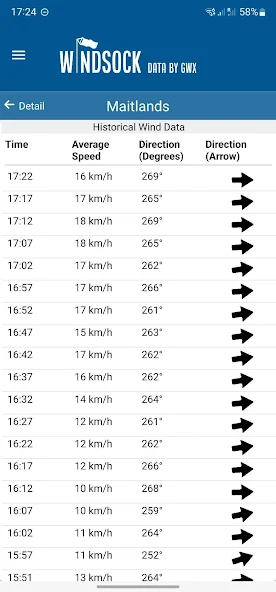 17:24 58%
WINDSOCK DATA BY GWX
Detail Maitlands
Historical Wind Data
Time Average Speed Direction (Degrees) Direction (Arrow)
17:22 16 km/h 269°
17:17 17 km/h 265°
17:12 18 km/h 269°
17:07 18 km/h 265°
17:02 17 km/h 262°
16:57 17 km/h 266°
16:52 17 km/h 261°
16:47 15 km/h 263°
16:42 17 km/h 262°
16:37 16 km/h 262°
16:32 14 km/h 264°
16:27 12 km/h 261°
16:22 12 km/h 262°
16:17 12 km/h 266°
16:12 10 km/h 268°
16:07 10 km/h 259°
16:02 11 km/h 264°
15:57 11 km/h 252°
15:51 13 km/h 264°